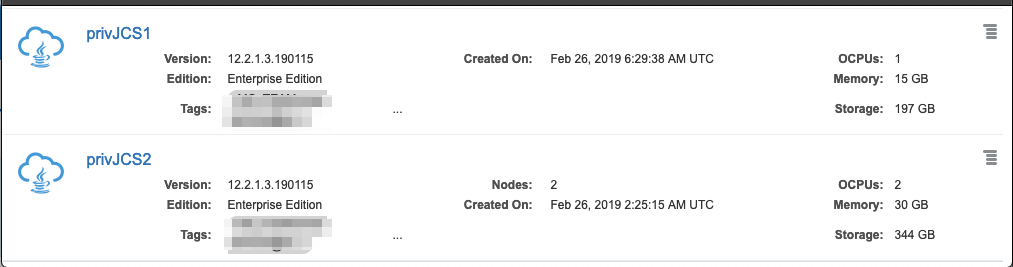 privJCS1
Version: 12.2.1.3.190115 Created On: Feb 26, 2019 6:29:38 AM UTC OCPUs: 1
Edition: Enterprise Edition Memory: 15 GB
Tags: ... Storage: 197 GB
privJCS2
Version: 12.2.1.3.190115 Nodes: 2 OCPUs: 2
Edition: Enterprise Edition Created On: Feb 26, 2019 2:25:15 AM UTC Memory: 30 GB
Tags: ... Storage: 344 GB